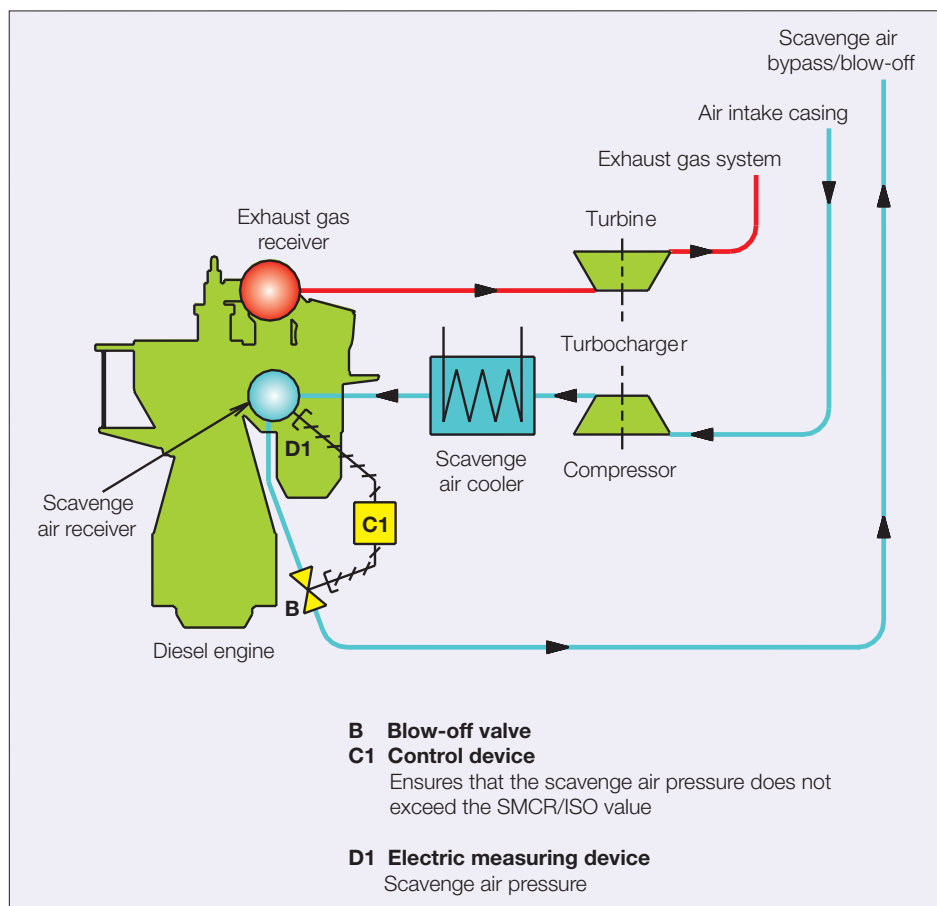 Scavenge air
bypass/blow-off
Air intake casing
Exhaust gas system
Exhaust gas
receiver
Turbine
Turbocharger
D1
Scavenge
air cooler
Compressor
Scavenge
air receiver
C1
B
Diesel engine
B Blow-off valve
C1 Control device
Ensures that the scavenge air pressure does not
exceed the SMCR/ISO value
D1 Electric measuring device
Scavenge air pressure